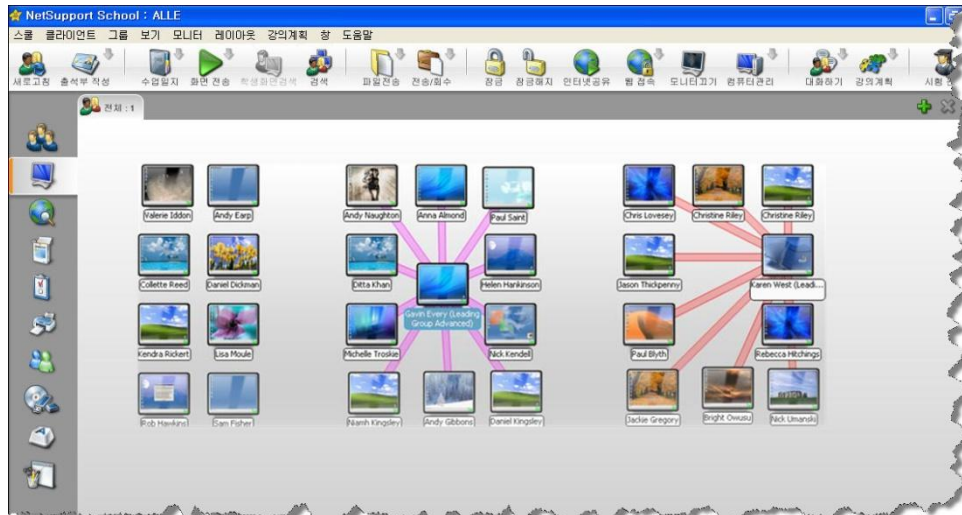 NetSupport School : ALLE
스쿨 클라이언트 그룹 보기 모니터 레이아웃 강의계획 창 도움말
새로고침 출석부 작성 수업일지 화면 전송 학생화면검색 검색 파일전송 전송/회수 잠금 잠금해지 인터넷공유 웹 접속 모니터끄기 컴퓨터관리 대화하기 강의계획 시험
전체 : 1
Valerie Iddon Andy Earp Andy Naughton Anna Almond Paul Saint Chris Lovesey Christine Riley Christine Riley
Collette Reed Daniel Dickman Ditta Khan Helen Hankinson Jason Thickpenny Karen West (Leadi...
Gavin Every (Leading
Group Advanced)
Kendra Rickert Lisa Moule Michelle Troskie Nick Kendell Paul Blyth Rebecca Hitchings
Rob Hawkins Sam Fisher Niamh Kingsley Andy Gibbons Daniel Kingsley Jackie Gregory Bright Owusu Nick Umanski